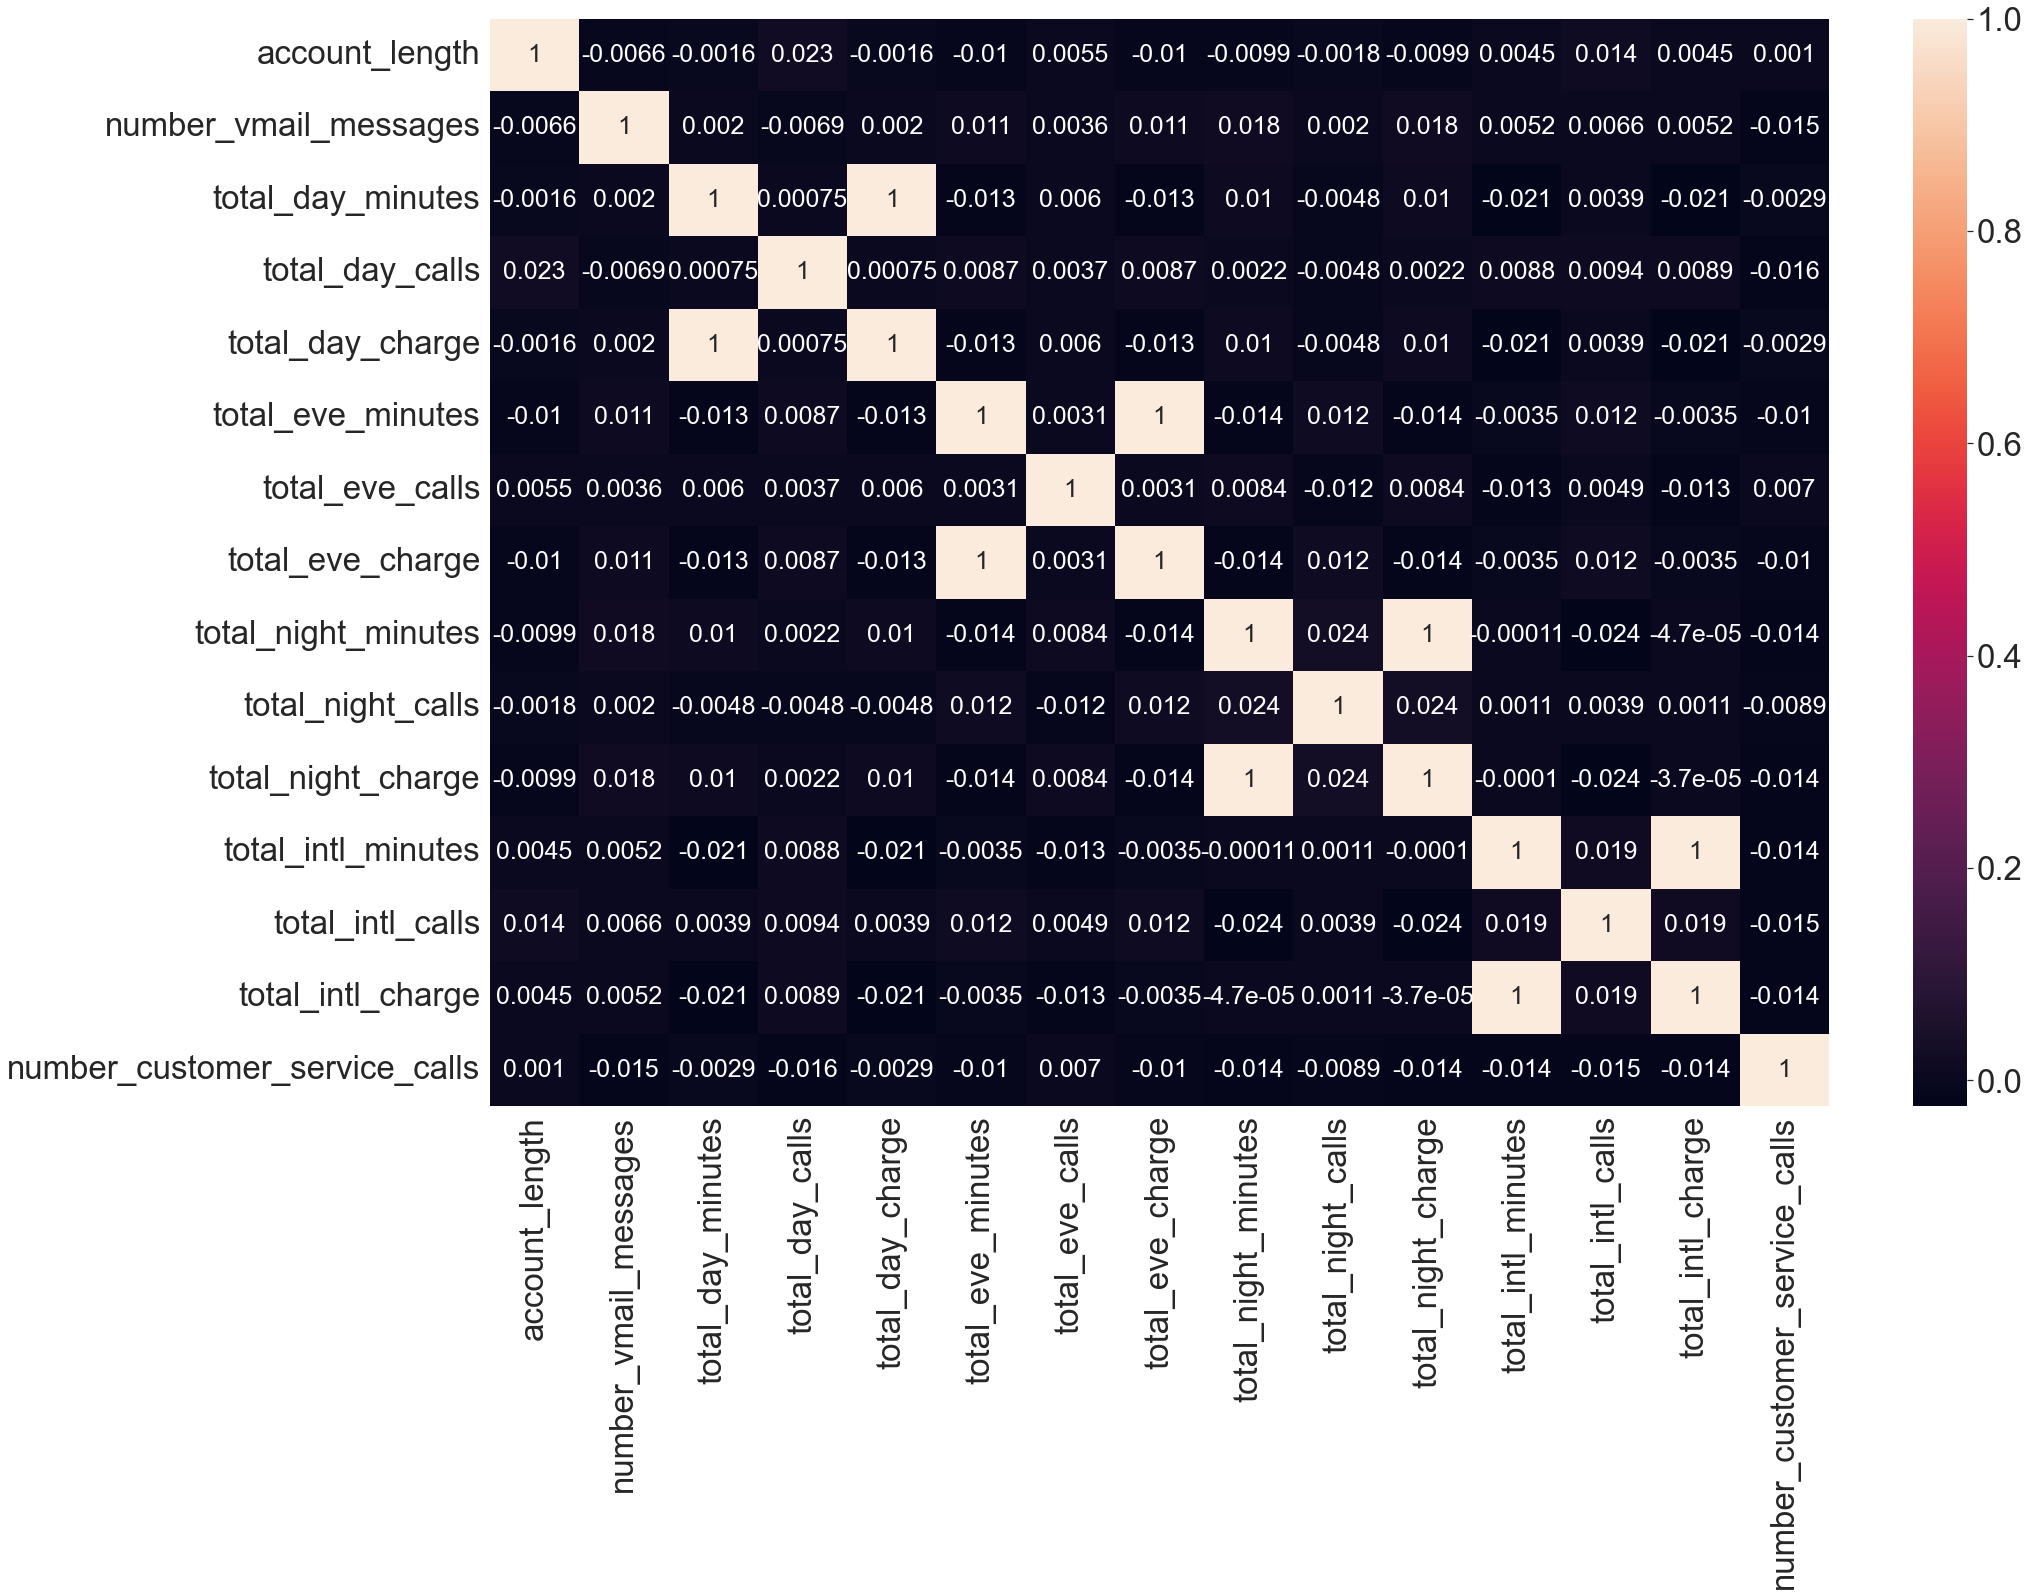 account_length 1 -0.0066 -0.0016 0.023 -0.0016 -0.01 0.0055 -0.01 -0.0099 -0.0018 -0.0099 0.0045 0.014 0.0045 0.001
number_vmail_messages -0.0066 1 0.002 -0.0069 0.002 0.011 0.0036 0.011 0.018 0.002 0.018 0.0052 0.0066 0.0052 -0.015
total_day_minutes -0.0016 0.002 1 0.00075 1 -0.013 0.006 -0.013 0.01 -0.0048 0.01 -0.021 0.0039 -0.021 -0.0029
total_day_calls 0.023 -0.0069 0.00075 1 0.00075 0.0087 0.0037 0.0087 0.0022 -0.0048 0.0022 0.0088 0.0094 0.0089 -0.016
total_day_charge -0.0016 0.002 1 0.00075 1 -0.013 0.006 -0.013 0.01 -0.0048 0.01 -0.021 0.0039 -0.021 -0.0029
total_eve_minutes -0.01 0.011 -0.013 0.0087 -0.013 1 0.0031 1 -0.014 0.012 -0.014 -0.0035 0.012 -0.0035 -0.01
total_eve_calls 0.0055 0.0036 0.006 0.0037 0.006 0.0031 1 0.0031 0.0084 -0.012 0.0084 -0.013 0.0049 -0.013 0.007
total_eve_charge -0.01 0.011 -0.013 0.0087 -0.013 1 0.0031 1 -0.014 0.012 -0.014 -0.0035 0.012 -0.0035 -0.01
total_night_minutes -0.0099 0.018 0.01 0.0022 0.01 -0.014 0.0084 -0.014 1 0.024 1 -0.00011 -0.024 -4.7e-05 -0.014
total_night_calls -0.0018 0.002 -0.0048 -0.0048 -0.0048 0.012 -0.012 0.012 0.024 1 0.024 0.0011 0.0039 0.0011 -0.0089
total_night_charge -0.0099 0.018 0.01 0.0022 0.01 -0.014 0.0084 -0.014 1 0.024 1 -0.0001 -0.024 -3.7e-05 -0.014
total_intl_minutes 0.0045 0.0052 -0.021 0.0088 -0.021 -0.0035 -0.013 -0.0035 -0.00011 0.0011 -0.0001 1 0.019 1 -0.014
total_intl_calls 0.014 0.0066 0.0039 0.0094 0.0039 0.012 0.0049 0.012 -0.024 0.0039 -0.024 0.019 1 0.019 -0.015
total_intl_charge 0.0045 0.0052 -0.021 0.0089 -0.021 -0.0035 -0.013 -0.0035 -4.7e-05 0.0011 -3.7e-05 1 0.019 1 -0.014
number_customer_service_calls 0.001 -0.015 -0.0029 -0.016 -0.0029 -0.01 0.007 -0.01 -0.014 -0.0089 -0.014 -0.014 -0.015 -0.014 1
account_length
number_vmail_messages
total_day_minutes
total_day_calls
total_day_charge
total_eve_minutes
total_eve_calls
total_eve_charge
total_night_minutes
total_night_calls
total_night_charge
total_intl_minutes
total_intl_calls
total_intl_charge
number_customer_service_calls
1.0
0.8
0.6
0.4
0.2
0.0